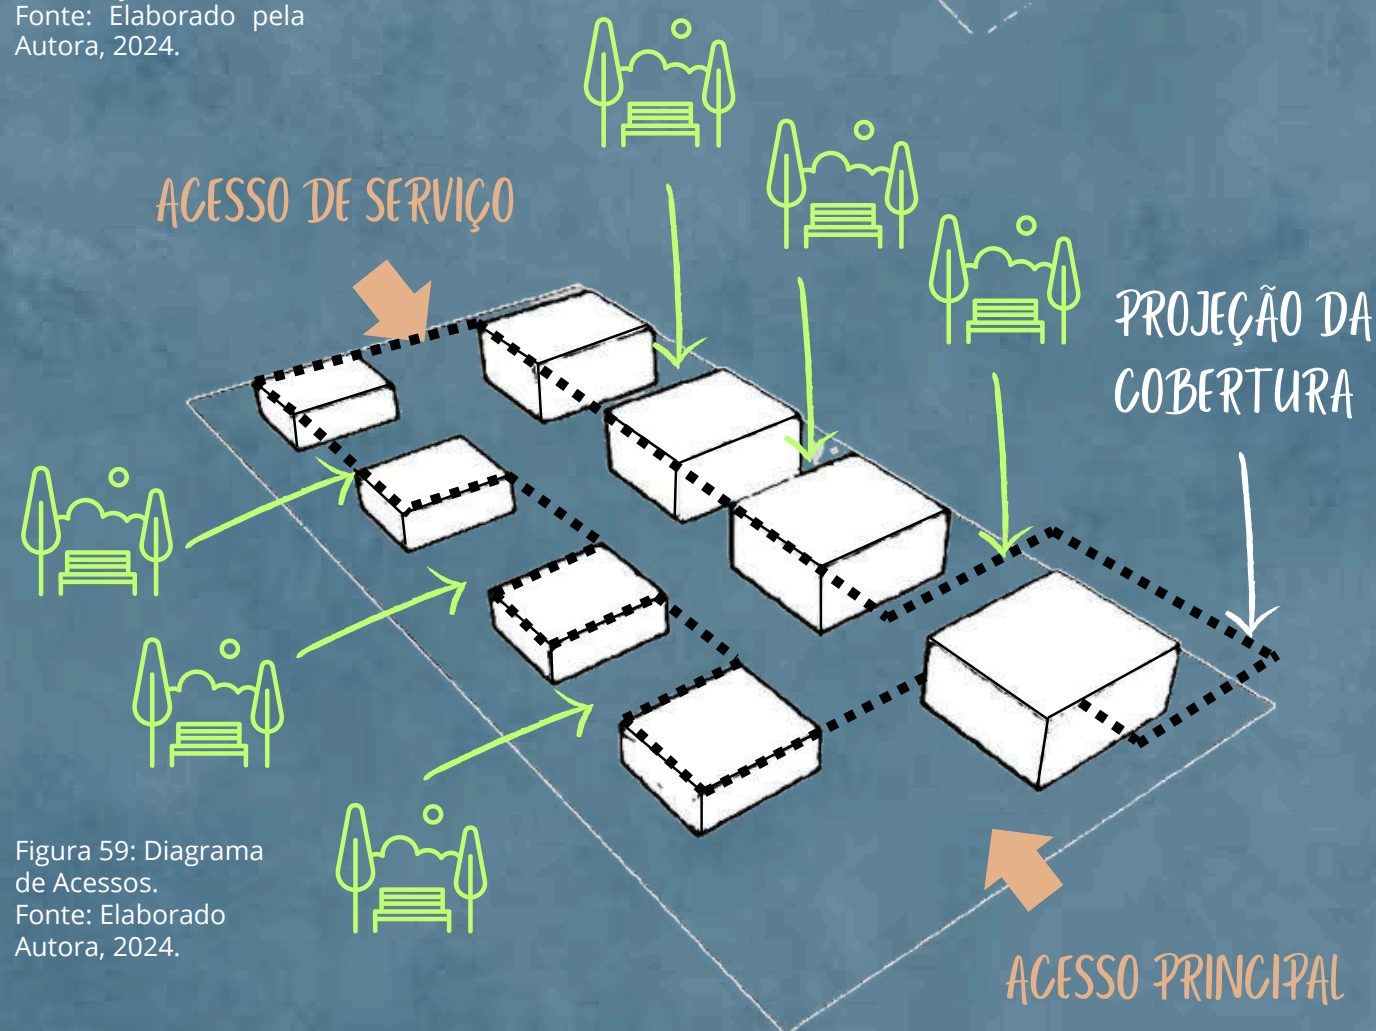 Fonte: Elaborado pela
Autora, 2024.
ACESSO DE SERVIÇO
PROJEÇÃO DA
COBERTURA
Figura 59: Diagrama
de Acessos.
Fonte: Elaborado
Autora, 2024.
ACESSO PRINCIPAL